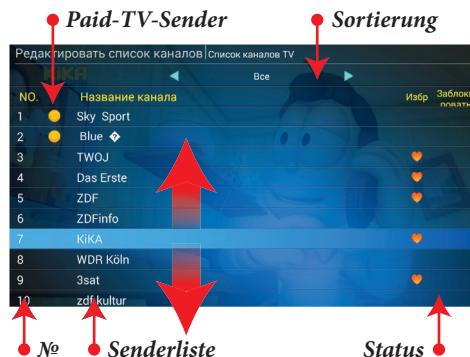 Paid-TV-Sender
Sortierung
Редактировать список каналов | Список каналов TV
KiKA
Все
NO. Название канала Избр Заблоки
ровать
1 Sky Sport
2 Blue
3 TWOJ
4 Das Erste
5 ZDF
6 ZDFinfo
7 KiKA
8 WDR Köln
9 3sat
10 zdf.kultur
№
Senderliste
Status